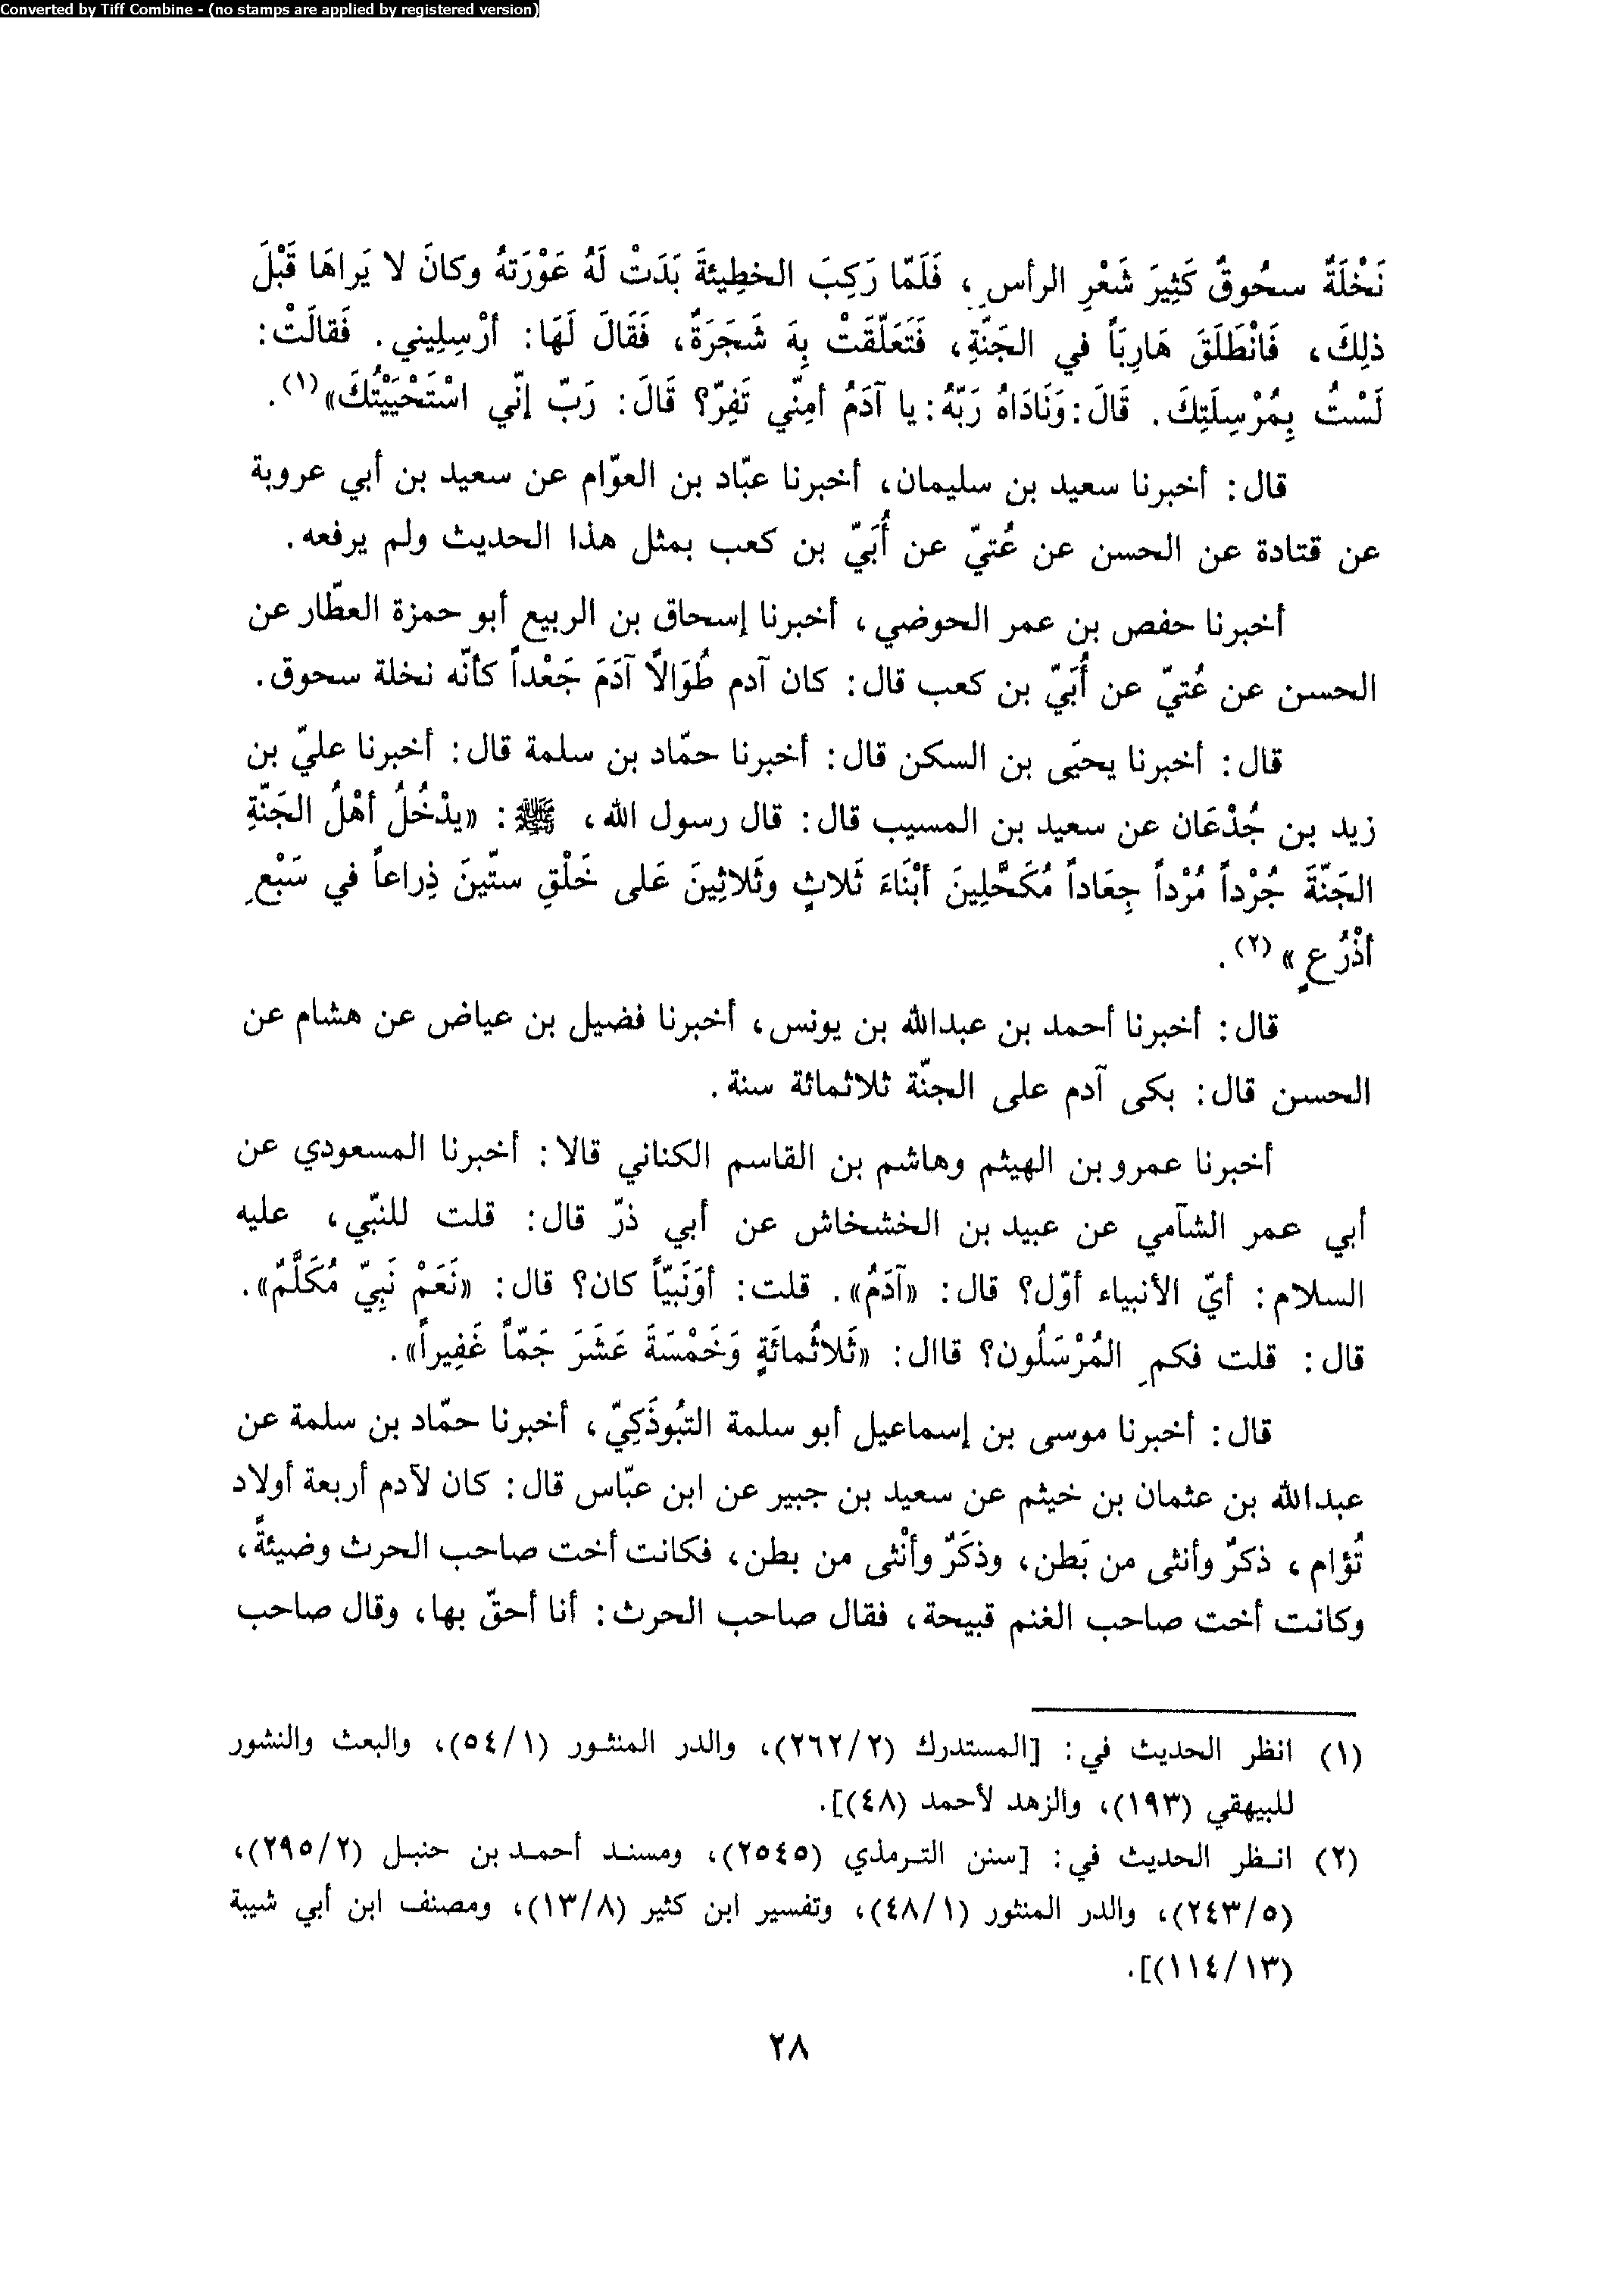 Converted by Tiff Combine - (no stamps are applied by registered version)
نَخْلَةٌ سحُوقٌ كَثِيرَ شَعْرِ الرأسِ، فَلَمّا رَكِبَ الخطِيئةَ بَدَتْ لَهُ عَوْرَتهُ وكانَ لا يَراهَا قَبْلَ
ذلِكَ، فَانْطَلَقَ هَارِبَاً في الجَنّةِ، فَتَعَلّقَتْ بِهَ شَجَرَةٌ، فَقَالَ لَهَا: أرْسِلِيني. فَقالَتْ:
لَسْتُ بِمُرْسِلَتِكَ. قَالَ: وَنَادَاهُ رَبّهُ: يا آدَمُ أمِنّي تَفِرّ؟ قَالَ: رَبّ إنّي اسْتَحْيَيْتُكَ» (١).
قال: أخبرنا سعيد بن سليمان، أخبرنا عبّاد بن العوّام عن سعيد بن أبي عروبة
عن قتادة عن الحسن عن عُتيّ عن أُبَيّ بن كعب بمثل هذا الحديث ولم يرفعه.
أخبرنا حفص بن عمر الحوضي، أخبرنا إسحاق بن الربيع أبو حمزة العطّار عن
الحسن عن عُتيّ عن أُبَيّ بن كعب قال: كان آدم طُوَالًا آدَمَ جَعْداً كأنّه نخلة سحوق.
قال: أخبرنا يحيَى بن السكن قال: أخبرنا حمّاد بن سلمة قال: أخبرنا عليّ بن
زيد بن جُدْعَان عن سعيد بن المسيب قال: قال رسول الله، ﷺ: «يدْخُلُ أهْلُ الجَنّةِ
الجَنّةَ جُرْداً مُرْداً جِعَاداً مُكَحَّلِينَ أبْنَاءَ ثَلاثٍ وثَلاثِينَ عَلى خَلْقِ ستّينَ ذِراعاً في سَبْعِ
أذْرُعٍ» (٢).
قال: أخبرنا أحمد بن عبدالله بن يونس، أخبرنا فضيل بن عياض عن هشام عن
الحسن قال: بكى آدم على الجنّة ثلاثمائة سنة.
أخبرنا عمرو بن الهيثم وهاشم بن القاسم الكناني قالا: أخبرنا المسعودي عن
أبي عمر الشآمي عن عبيد بن الخشخاش عن أبي ذرّ قال: قلت للنبّي، عليه
السلام: أيّ الأنبياء أوّل؟ قال: «آدَمُ». قلت: أوَنَبيّاً كان؟ قال: «نَعَمْ نَبِيّ مُكَلَّمٌ».
قال: قلت فكمِ المُرْسَلُون؟ قاال: «ثَلاثُمائَةٍ وَخَمْسَةَ عَشَرَ جَمّاً غَفِيراً».
قال: أخبرنا موسى بن إسماعيل أبو سلمة التبُوذَكِيّ، أخبرنا حمّاد بن سلمة عن
عبدالله بن عثمان بن خيثم عن سعيد بن جبير عن ابن عبّاس قال: كان لآدم أربعة أولاد
تُؤام، ذكرٌ وأنثى من بَطن، وذكَرٌ وأنْثى من بطن، فكانت أخت صاحب الحرث وضيئةً،
وكانت أخت صاحب الغنم قبيحة، فقال صاحب الحرث: أنا أحقّ بها، وقال صاحب
(١) انظر الحديث في: [المستدرك (٢٦٢/٢)، والدر المنثور (٥٤/١)، والبعث والنشور
للبيهقي (١٩٣)، والزهد لأحمد (٤٨)].
(٢) انظر الحديث في: [سنن الترمذي (٢٥٤٥)، ومسند أحمد بن حنبل (٢٩٥/٢)،
(٢٤٣/٥)، والدر المنثور (٤٨/١)، وتفسير ابن كثير (١٣/٨)، ومصنف ابن أبي شيبة
(١١٤/١٣)].
٢٨